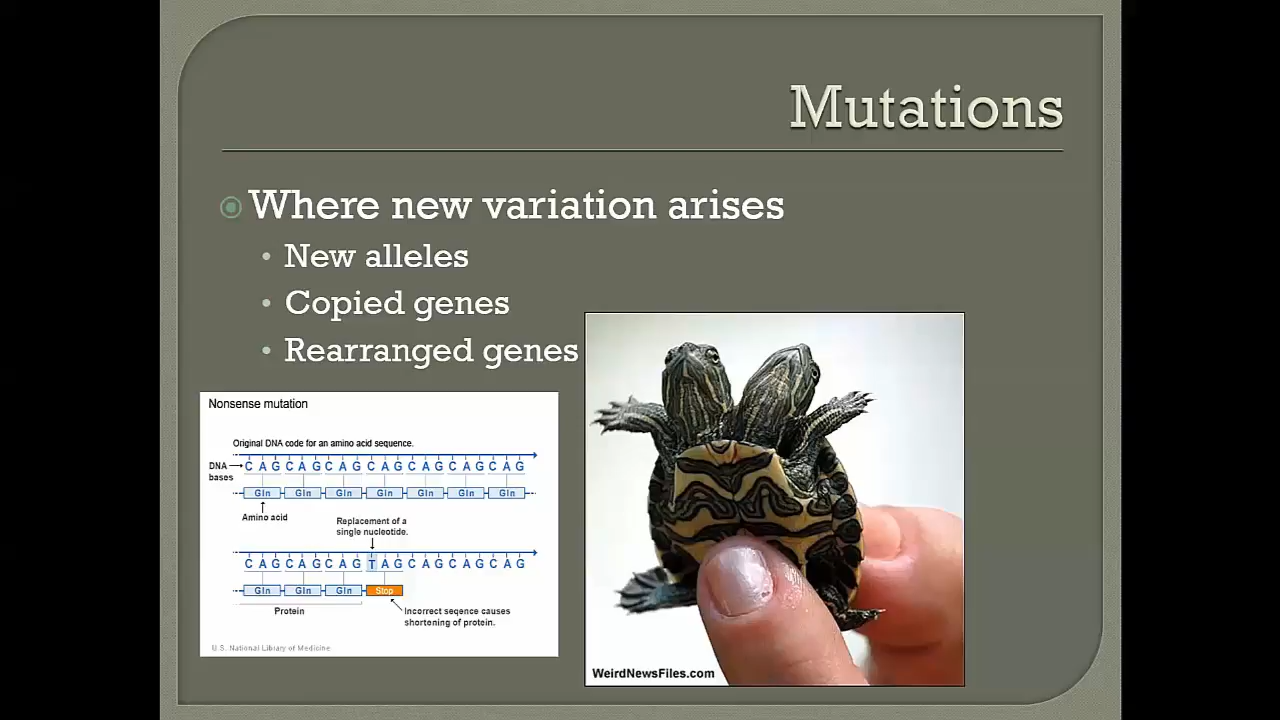 Mutations
Where new variation arises
• New alleles
• Copied genes
• Rearranged genes
Nonsense mutation
Original DNA code for an amino acid sequence.
DNA bases
C A G C A G C A G C A G C A G C A G C A G
Gln Gln Gln Gln Gln Gln Gln
Amino acid
Replacement of a
single nucleotide.
C A G C A G C A G T A G C A G C A G C A G
Gln Gln Gln Stop
Protein
Incorrect seqence causes
shortening of protein.
U.S. National Library of Medicine
WeirdNewsFiles.com